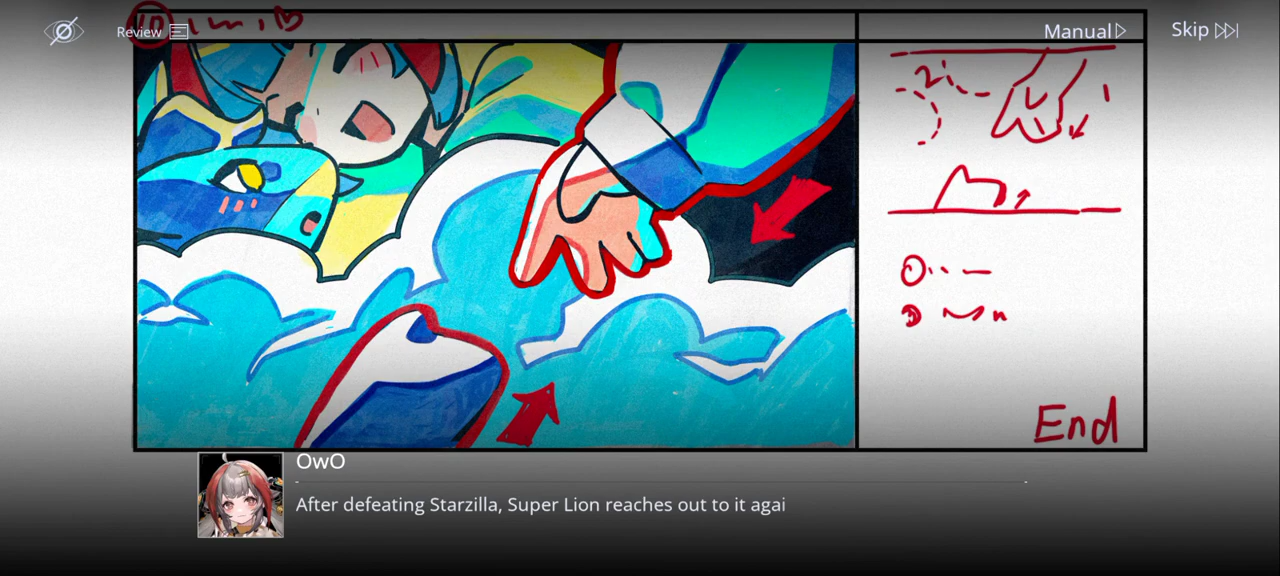 Review
Manual
Skip
End
OwO
After defeating Starzilla, Super Lion reaches out to it agai